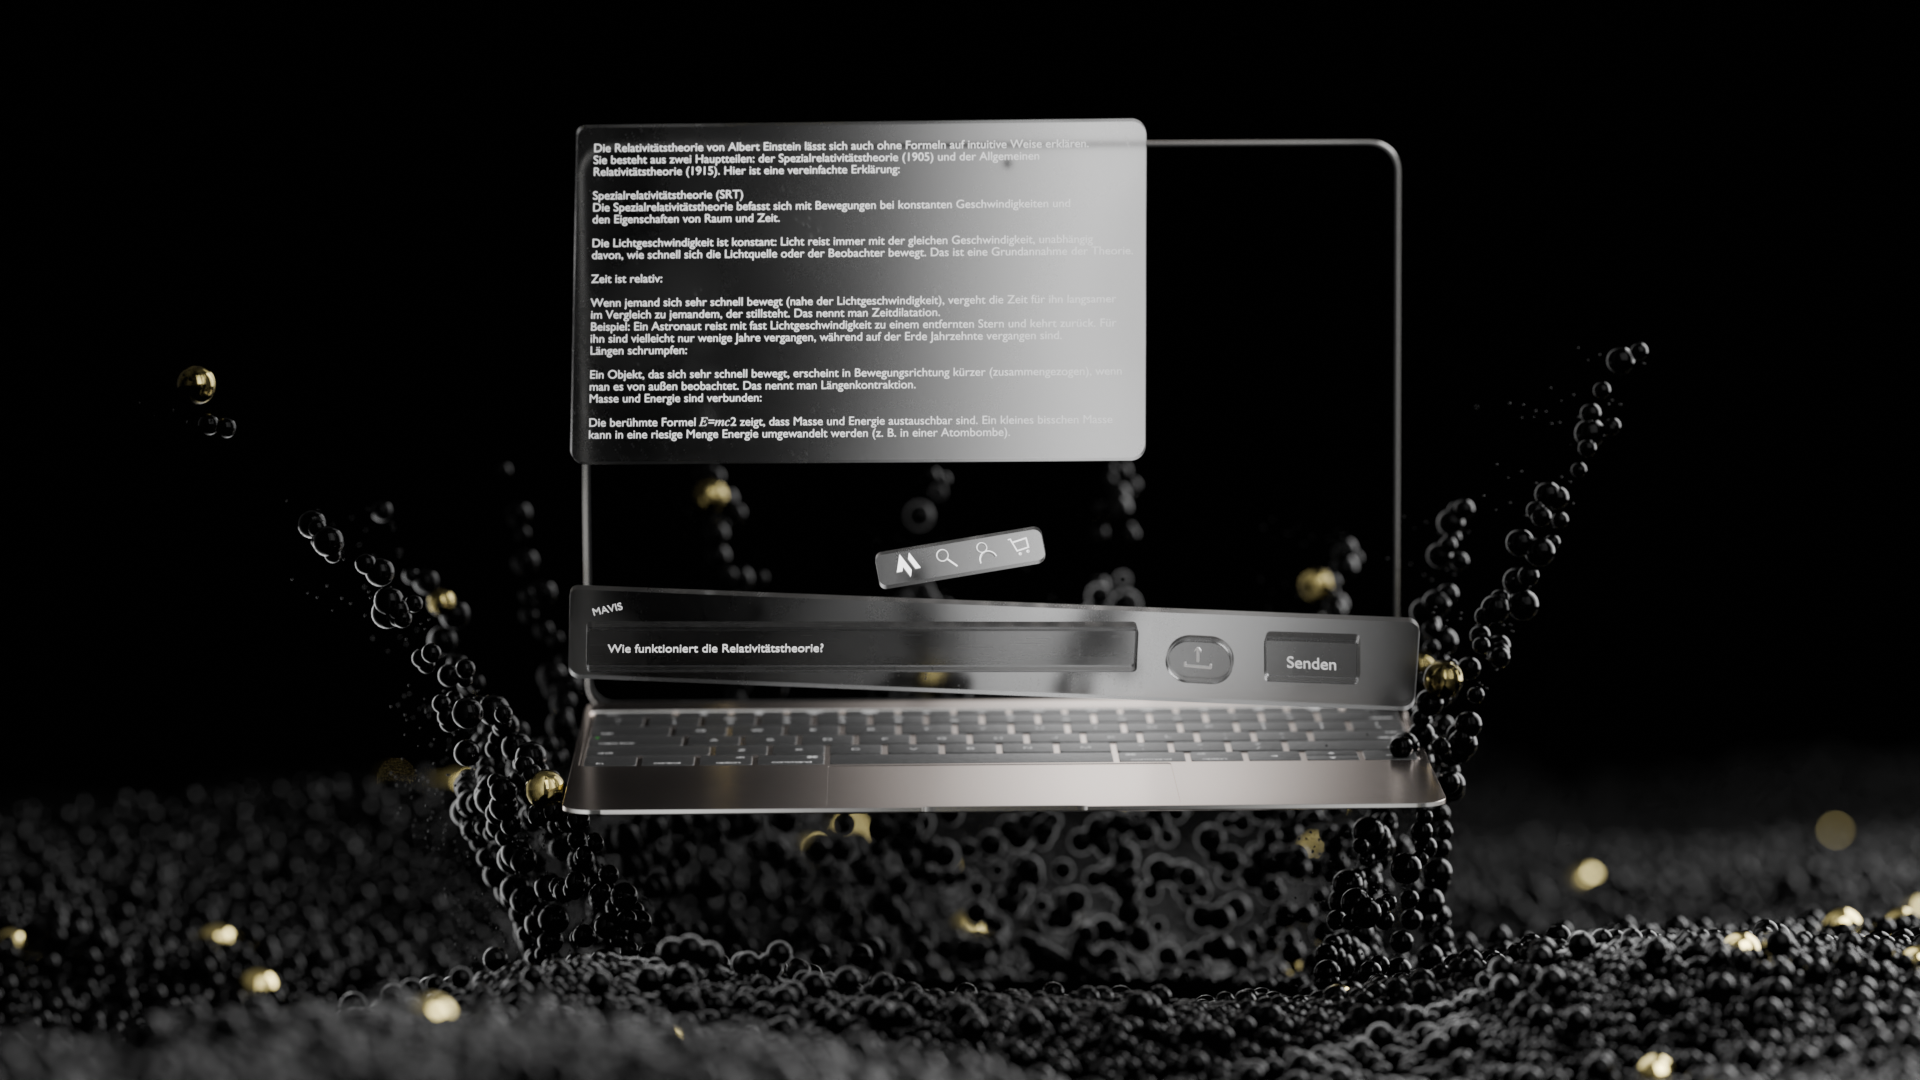 Die Relativitätstheorie von Albert Einstein lässt sich auch ohne Formeln auf intuitive Weise erklären.
Sie besteht aus zwei Hauptteilen: der Spezialrelativitätstheorie (1905) und der Allgemeinen
Relativitätstheorie (1915). Hier ist eine vereinfachte Erklärung:
Spezialrelativitätstheorie (SRT)
Die Spezialrelativitätstheorie befasst sich mit Bewegungen bei konstanten Geschwindigkeiten und
den Eigenschaften von Raum und Zeit.
Die Lichtgeschwindigkeit ist konstant: Licht reist immer mit der gleichen Geschwindigkeit, unabhängig
davon, wie schnell sich die Lichtquelle oder der Beobachter bewegt. Das ist eine Grundannahme der Theorie.
Zeit ist relativ:
Wenn jemand sich sehr schnell bewegt (nahe der Lichtgeschwindigkeit), vergeht die Zeit für ihn langsamer
im Vergleich zu jemandem, der stillsteht. Das nennt man Zeitdilatation.
Beispiel: Ein Astronaut reist mit fast Lichtgeschwindigkeit zu einem entfernten Stern und kehrt zurück. Für
ihn sind vielleicht nur wenige Jahre vergangen, während auf der Erde Jahrzehnte vergangen sind.
Längen schrumpfen:
Ein Objekt, das sich sehr schnell bewegt, erscheint in Bewegungsrichtung kürzer (zusammengezogen), wenn
man es von außen beobachtet. Das nennt man Längenkontraktion.
Masse und Energie sind verbunden:
Die berühmte Formel E=mc2 zeigt, dass Masse und Energie austauschbar sind. Ein kleines bisschen Masse
kann in eine riesige Menge Energie umgewandelt werden (z. B. in einer Atombombe).
MAVIS
Wie funktioniert die Relativitätstheorie?
Senden